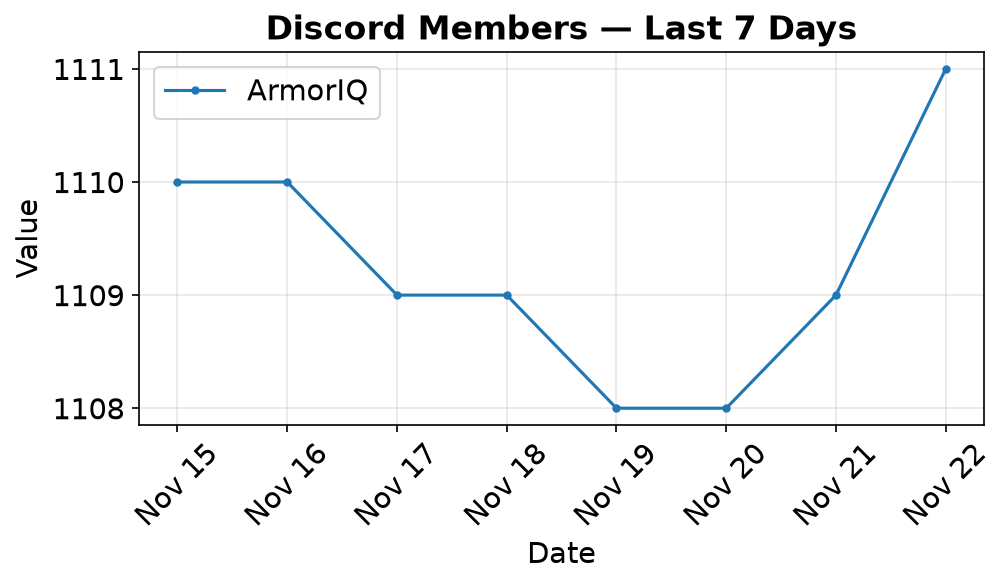 Discord Members — Last 7 Days
ArmorIQ
Value
1111
1110
1109
1108
Nov 15
Nov 16
Nov 17
Nov 18
Nov 19
Nov 20
Nov 21
Nov 22
Date